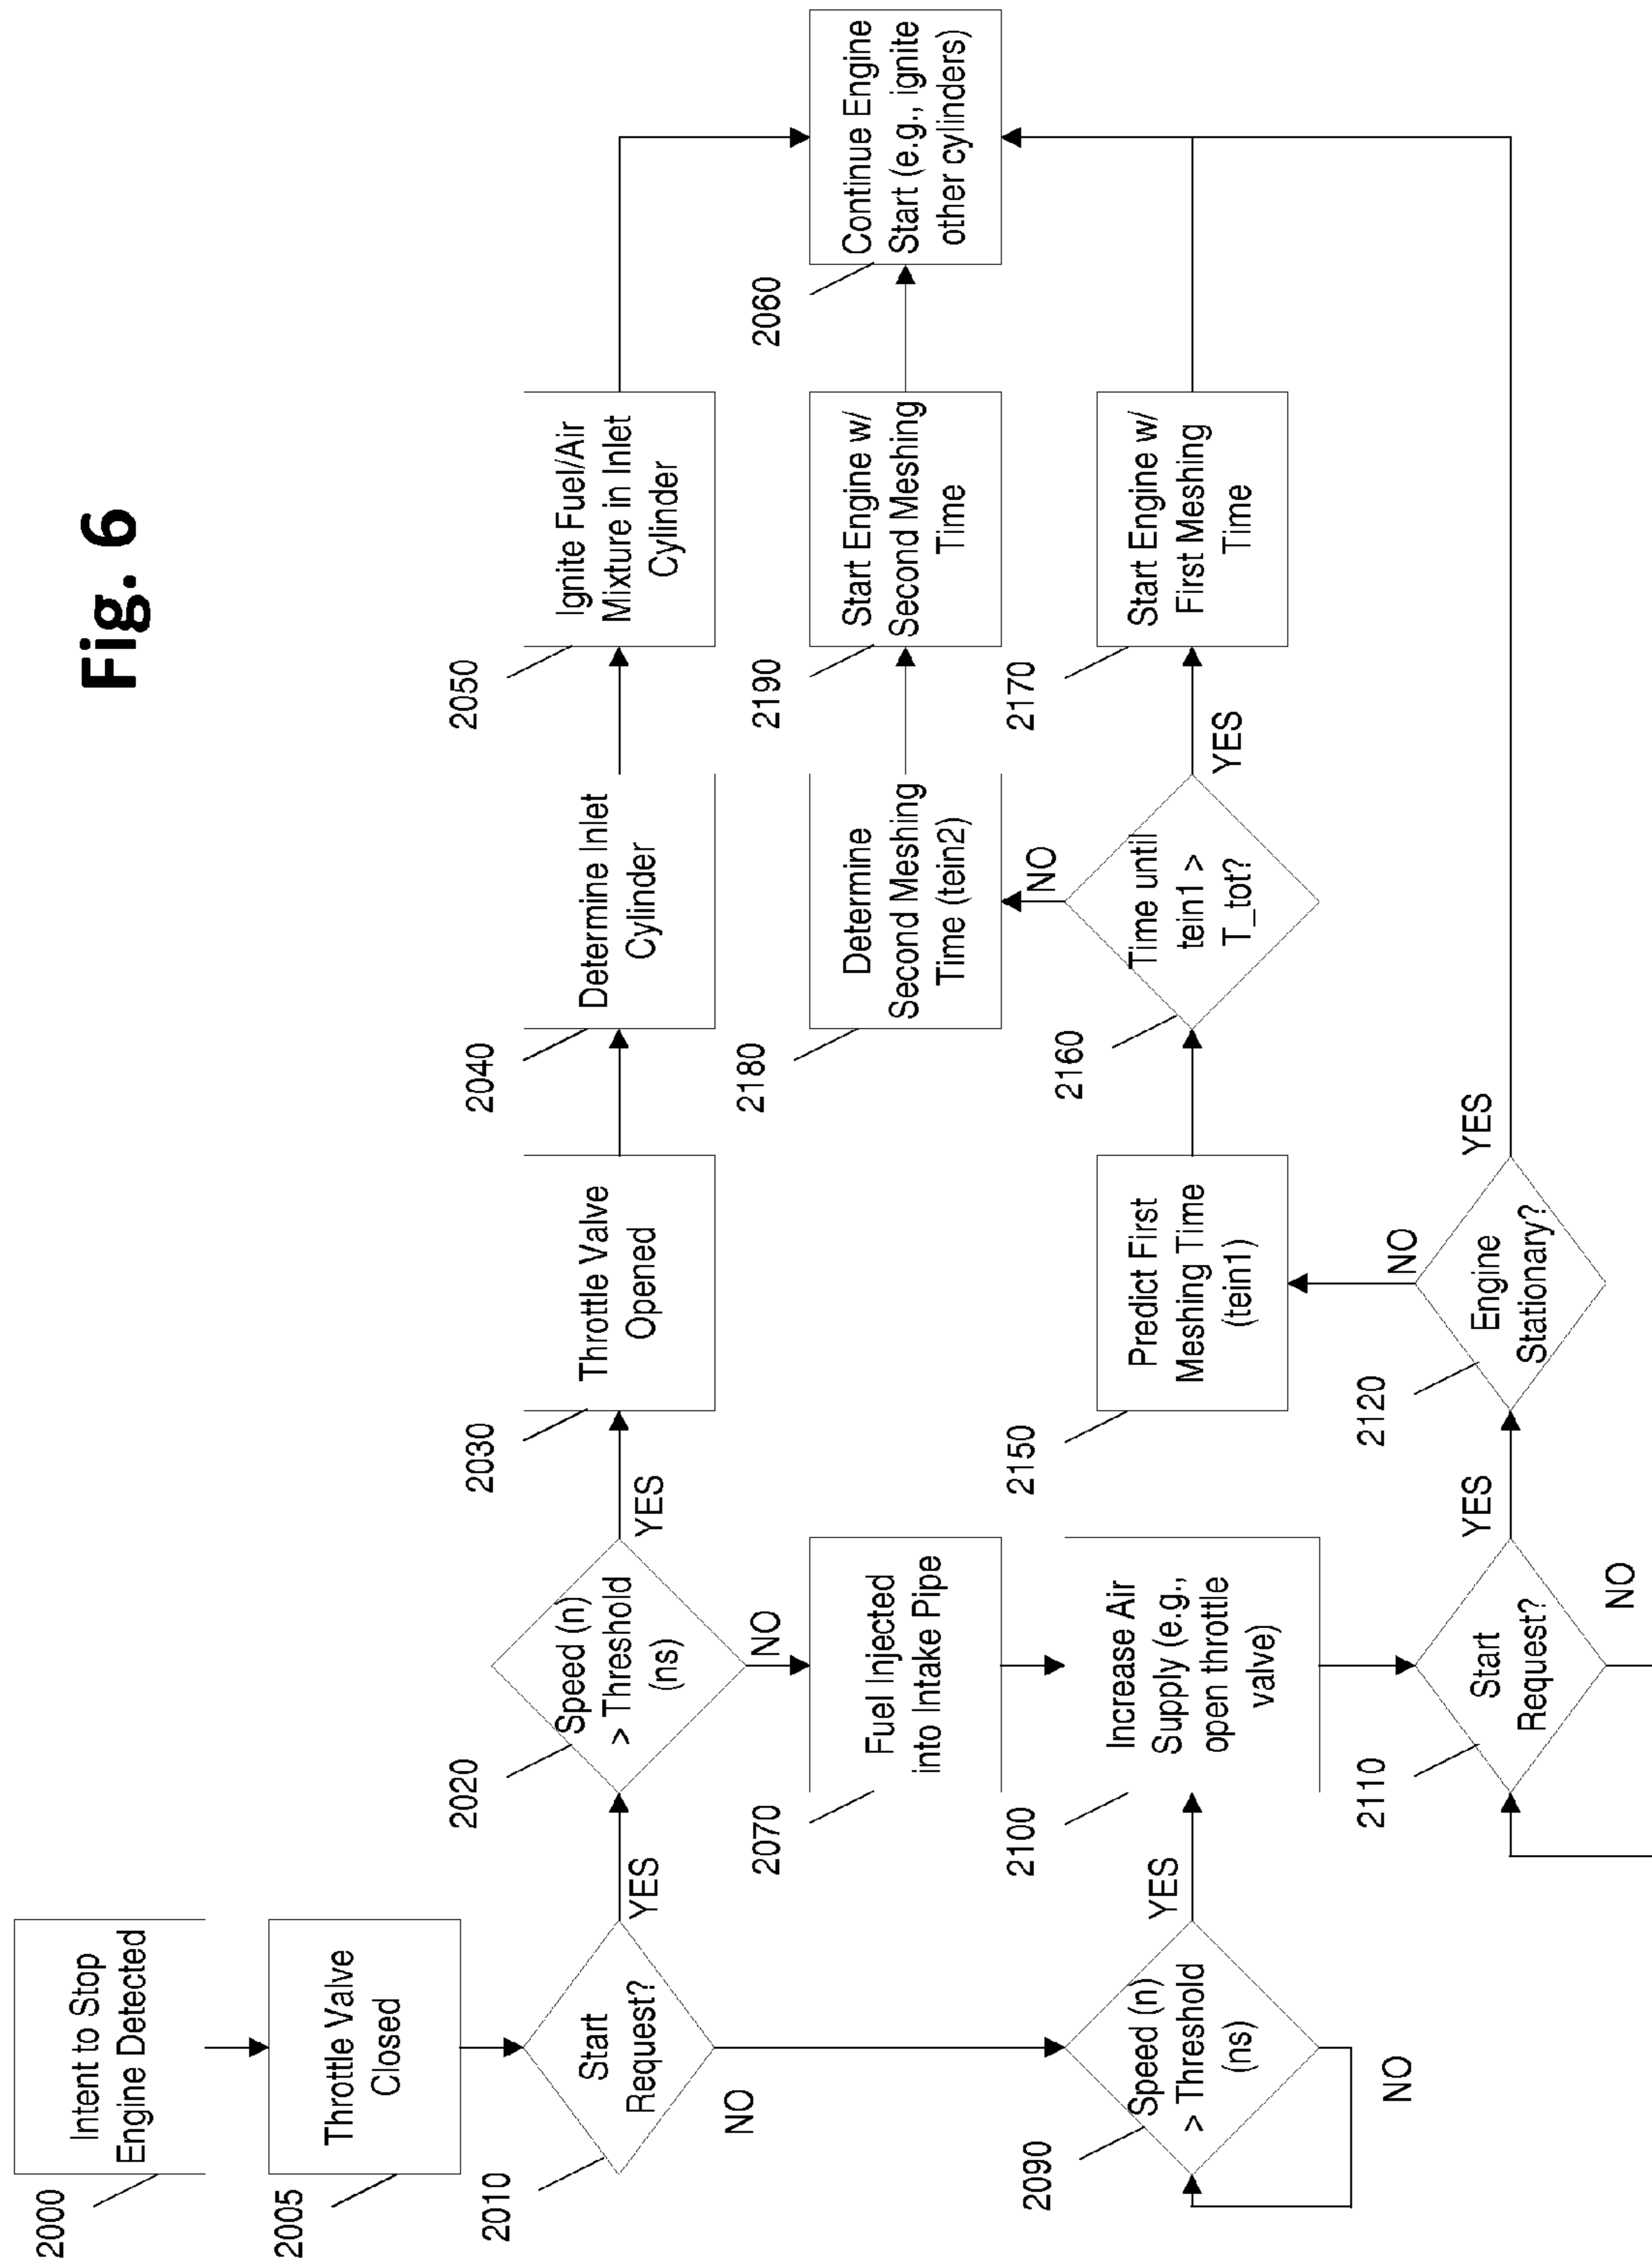 Fig. 6
2000
Intent to Stop
Engine Detected
2005
Throttle Valve
Closed
2010
Start
Request?
YES
NO
2020
Speed (n)
> Threshold
(ns)
YES
NO
2030
Throttle Valve
Opened
2040
Determine Inlet
Cylinder
2050
Ignite Fuel/Air
Mixture in Inlet
Cylinder
2060
Continue Engine
Start (e.g., ignite
other cylinders)
2070
Fuel Injected
into Intake Pipe
2090
Speed (n)
> Threshold
(ns)
YES
NO
2100
Increase Air
Supply (e.g.,
open throttle
valve)
2110
Start
Request?
YES
NO
2120
Engine
Stationary?
YES
NO
2150
Predict First
Meshing Time
(tein1)
2160
Time until
tein1 >
T_tot?
YES
NO
2170
Start Engine w/
First Meshing
Time
2180
Determine
Second Meshing
Time (tein2)
2190
Start Engine w/
Second Meshing
Time